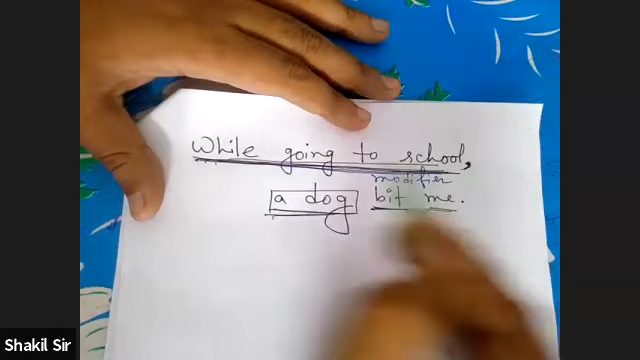 While going to school,
modifier
a dog bit me.
Shakil Sir